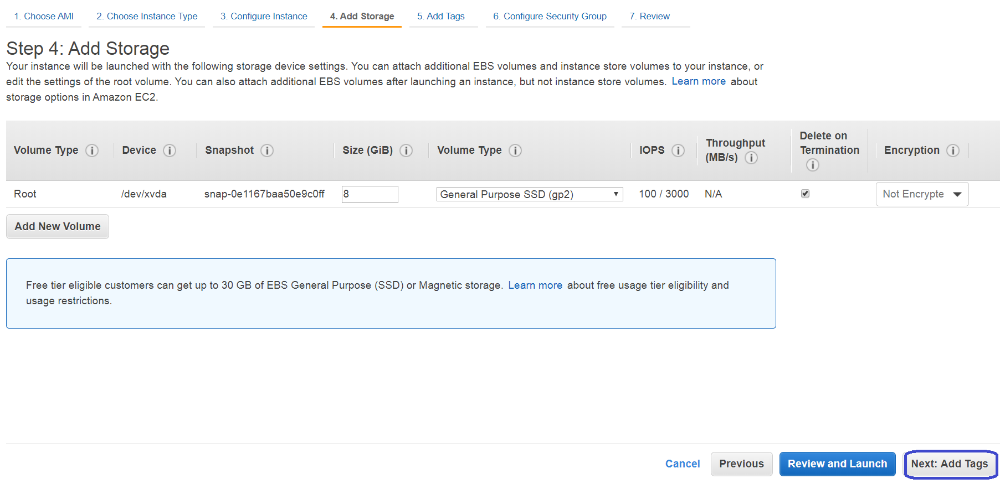 1. Choose AMI 2. Choose Instance Type 3. Configure Instance 4. Add Storage 5. Add Tags 6. Configure Security Group 7. Review
Step 4: Add Storage
Your instance will be launched with the following storage device settings. You can attach additional EBS volumes and instance store volumes to your instance, or
edit the settings of the root volume. You can also attach additional EBS volumes after launching an instance, but not instance store volumes. Learn more about
storage options in Amazon EC2.
Volume Type i Device i Snapshot i Size (GiB) i Volume Type i IOPS i Throughput (MB/s) i Delete on Termination i Encryption i
Root /dev/xvda snap-0e1167baa50e9c0ff 8 General Purpose SSD (gp2) 100 / 3000 N/A Not Encrypte
Add New Volume
Free tier eligible customers can get up to 30 GB of EBS General Purpose (SSD) or Magnetic storage. Learn more about free usage tier eligibility and
usage restrictions.
Cancel Previous Review and Launch Next: Add Tags